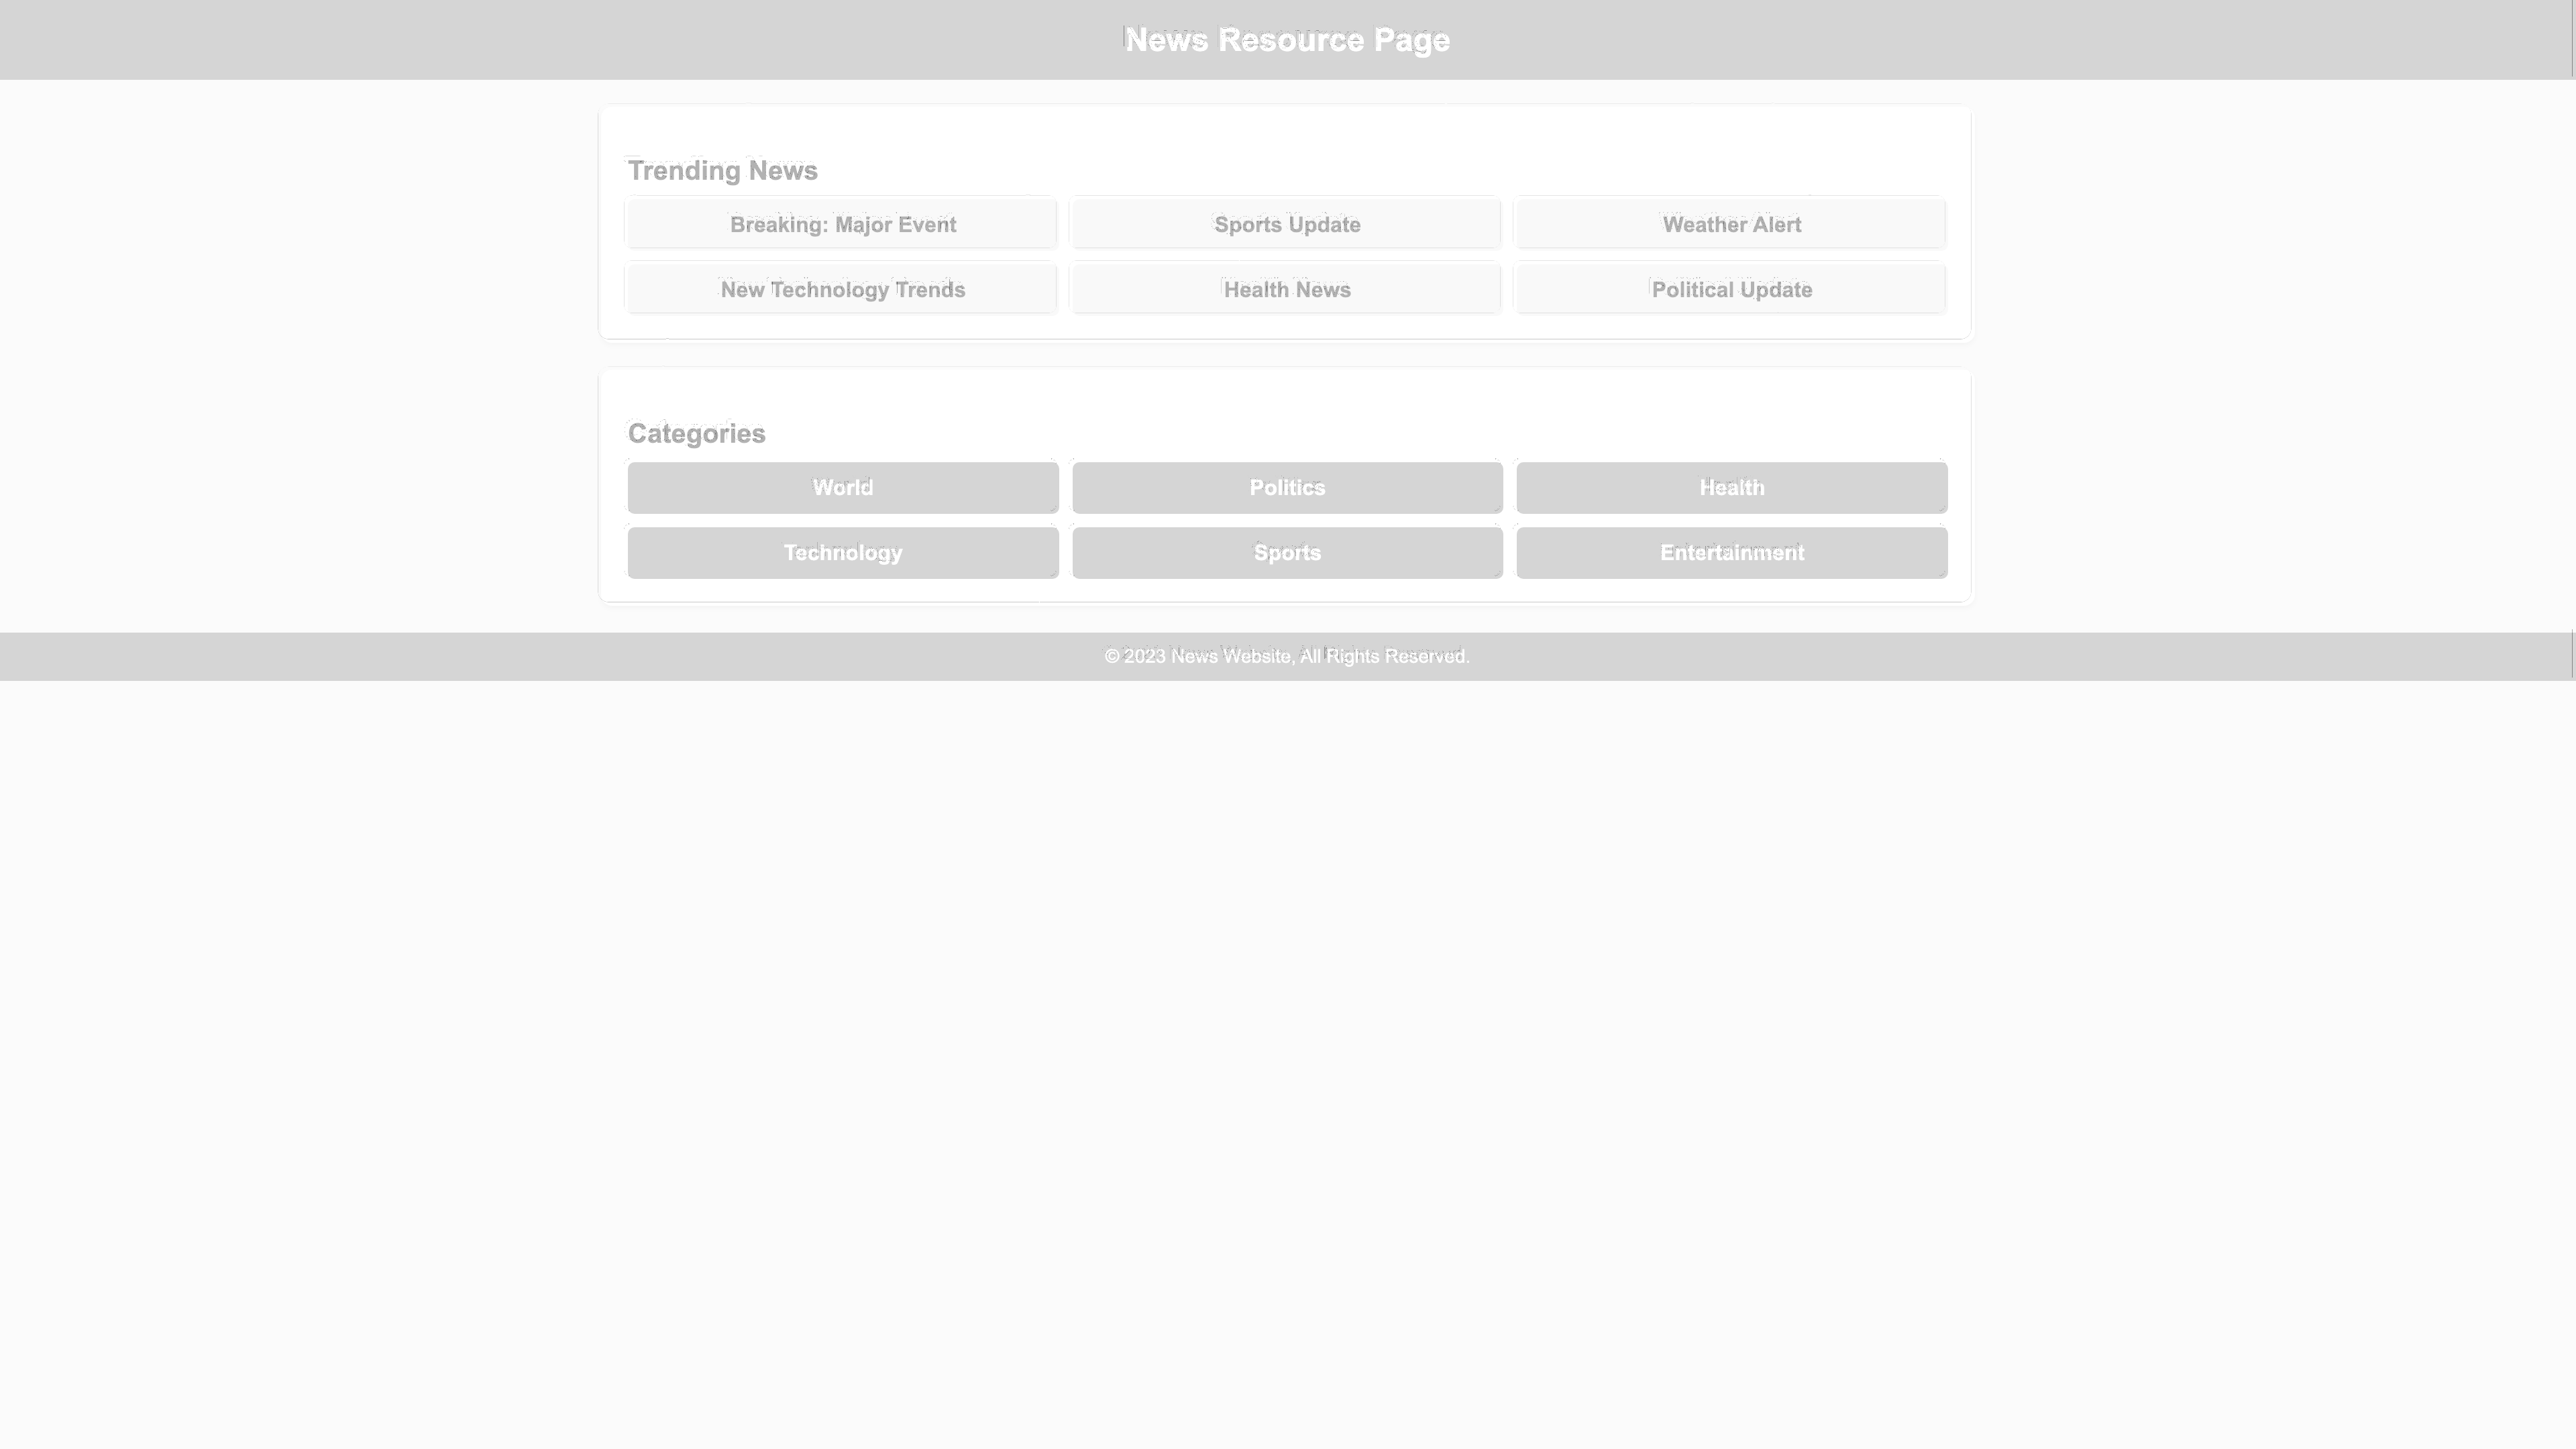 News Resource Page
Trending News
Breaking: Major Event
Sports Update
Weather Alert
New Technology Trends
Health News
Political Update
Categories
World
Politics
Health
Technology
Sports
Entertainment
© 2023 News Website, All Rights Reserved.